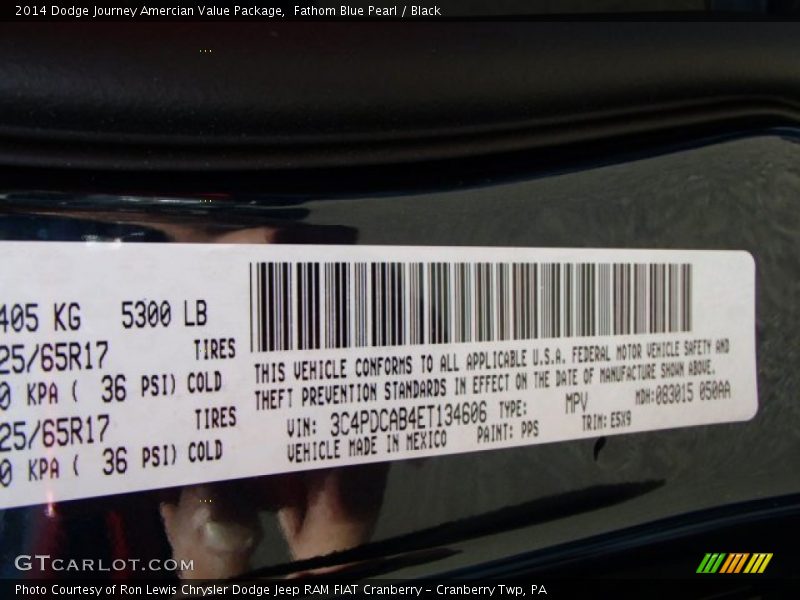 2014 Dodge Journey Amercian Value Package,  Fathom Blue Pearl / Black
405 KG 5300 LB
25/65R17 TIRES
0 KPA ( 36 PSI) COLD
25/65R17 TIRES
0 KPA ( 36 PSI) COLD
THIS VEHICLE CONFORMS TO ALL APPLICABLE U.S.A. FEDERAL MOTOR VEHICLE SAFETY AND
THEFT PREVENTION STANDARDS IN EFFECT ON THE DATE OF MANUFACTURE SHOWN ABOVE.
VIN: 3C4PDCAB4ET134606 TYPE: MPV MDH:083015 050AA
VEHICLE MADE IN MEXICO PAINT: PPS TRIM: E5X9
GTCARLOT.COM
Photo Courtesy of Ron Lewis Chrysler Dodge Jeep RAM FIAT Cranberry – Cranberry Twp, PA